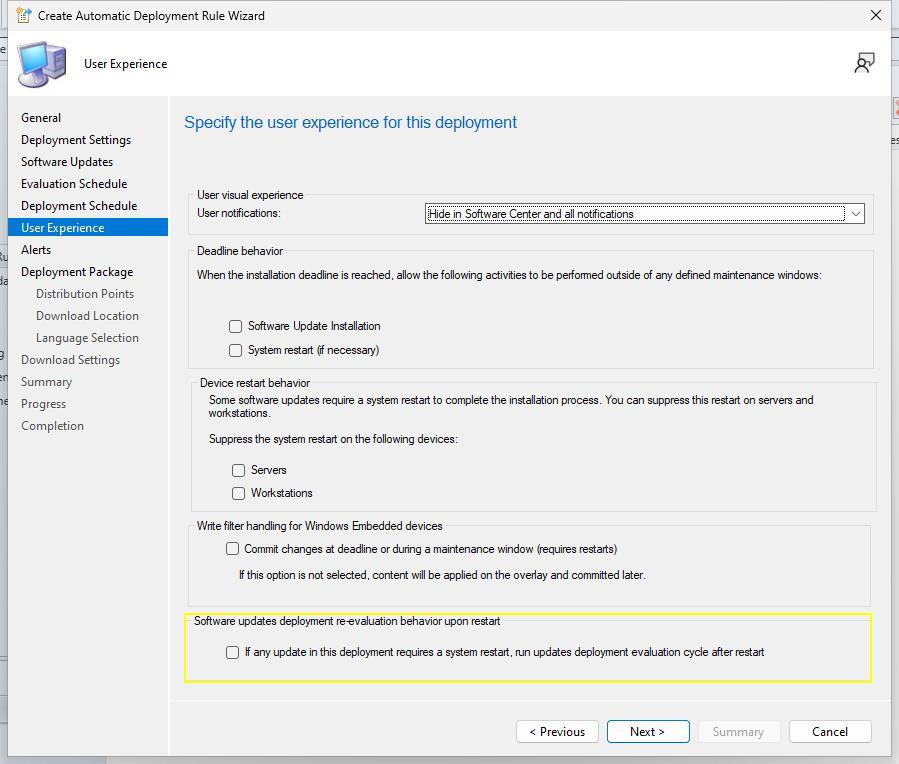 Create Automatic Deployment Rule Wizard
User Experience
General
Deployment Settings
Software Updates
Evaluation Schedule
Deployment Schedule
User Experience
Alerts
Deployment Package
Distribution Points
Download Location
Language Selection
Download Settings
Summary
Progress
Completion
Specify the user experience for this deployment
User visual experience
User notifications:
Hide in Software Center and all notifications
Deadline behavior
When the installation deadline is reached, allow the following activities to be performed outside of any defined maintenance windows:
Software Update Installation
System restart (if necessary)
Device restart behavior
Some software updates require a system restart to complete the installation process. You can suppress this restart on servers and
workstations.
Suppress the system restart on the following devices:
Servers
Workstations
Write filter handling for Windows Embedded devices
Commit changes at deadline or during a maintenance window (requires restarts)
If this option is not selected, content will be applied on the overlay and committed later.
Software updates deployment re-evaluation behavior upon restart
If any update in this deployment requires a system restart, run updates deployment evaluation cycle after restart
< Previous
Next >
Summary
Cancel